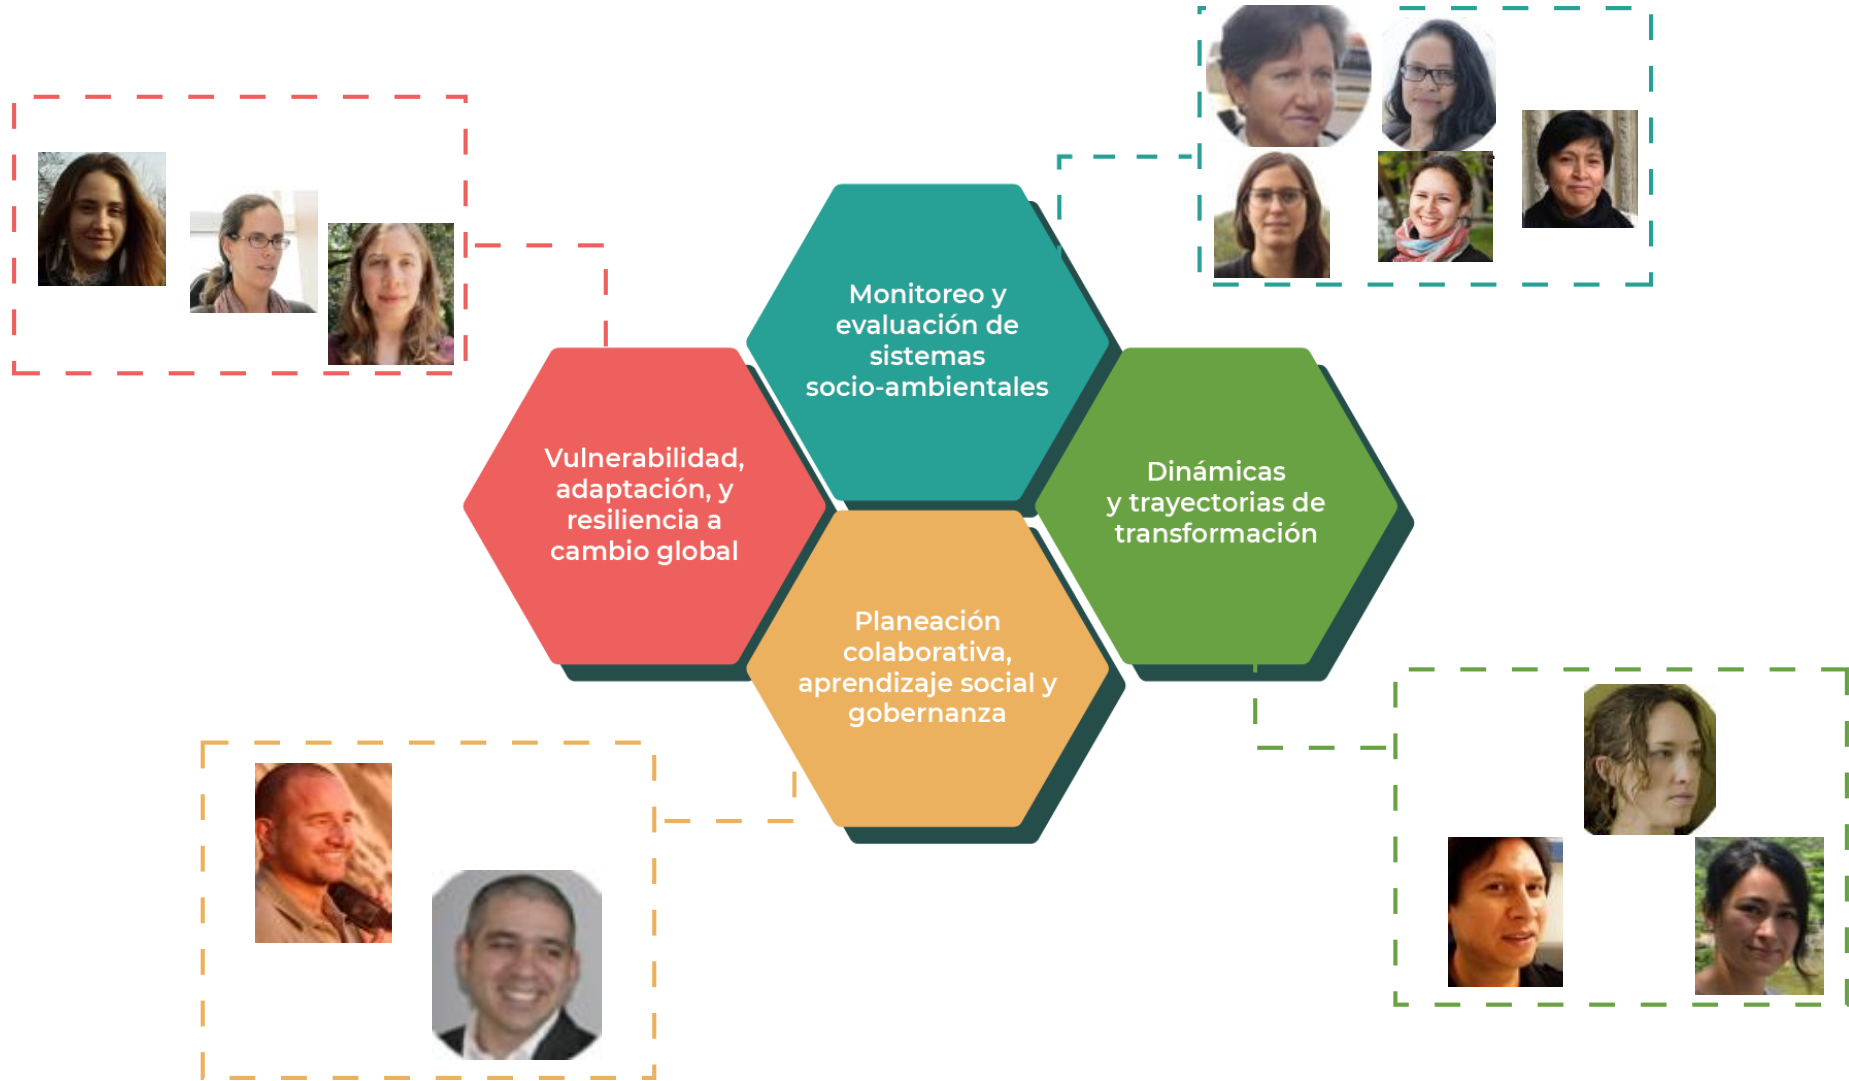 Monitoreo y
evaluación de
sistemas
socio-ambientales
Vulnerabilidad,
adaptación, y
resiliencia a
cambio global
Dinámicas
y trayectorias de
transformación
Planeación
colaborativa,
aprendizaje social y
gobernanza